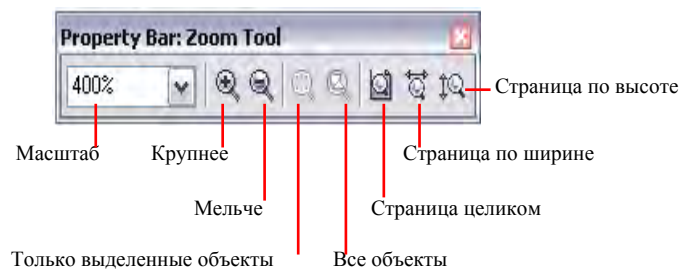 Property Bar: Zoom Tool
400%
Страница по высоте
Масштаб
Крупнее
Страница по ширине
Мельче
Страница целиком
Только выделенные объекты
Все объекты